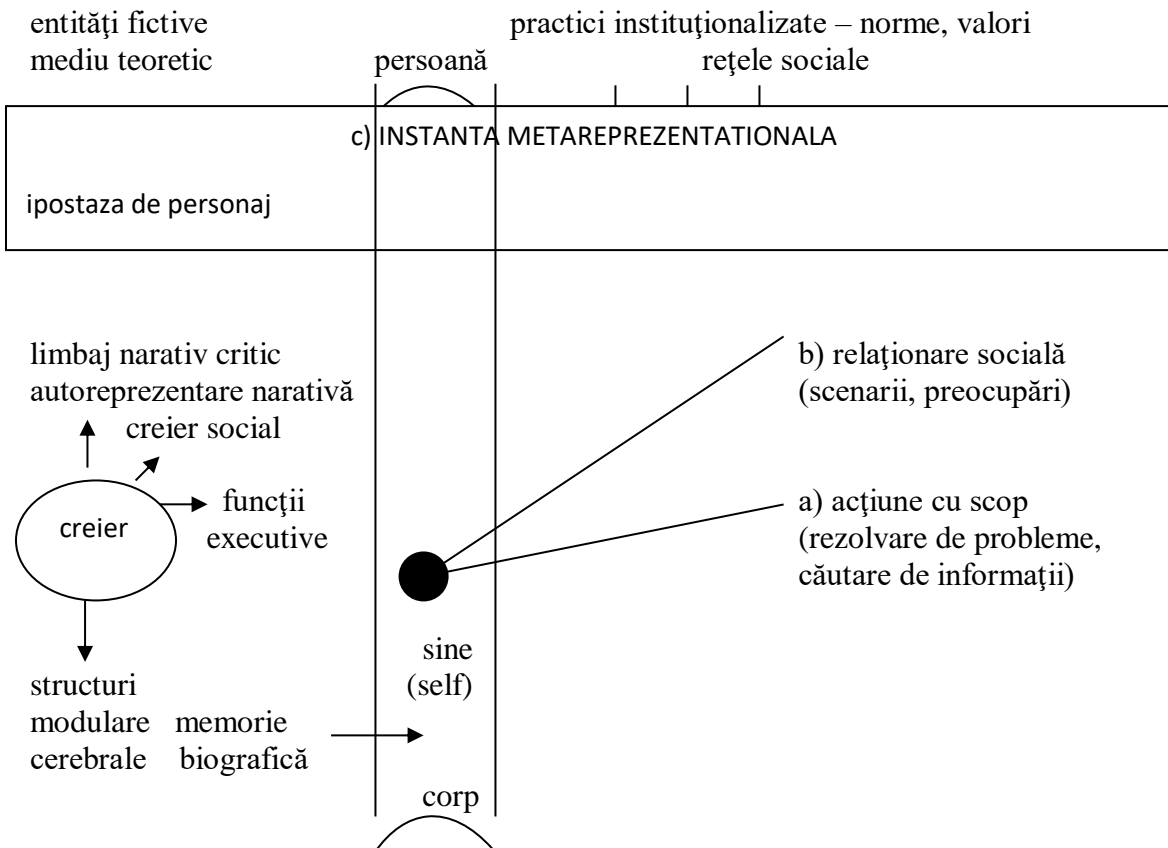 entităţi fictive
practici instituţionalizate – norme, valori
mediu teoretic
persoană
reţele sociale
c) INSTANTA METAREPREZENTATIONALA
ipostaza de personaj
limbaj narativ critic
autoreprezentare narativă
creier social
creier
funcţii
executive
b) relaţionare socială
(scenarii, preocupări)
a) acţiune cu scop
(rezolvare de probleme,
căutare de informaţii)
sine
(self)
structuri
modulare memorie
cerebrale biografică
corp